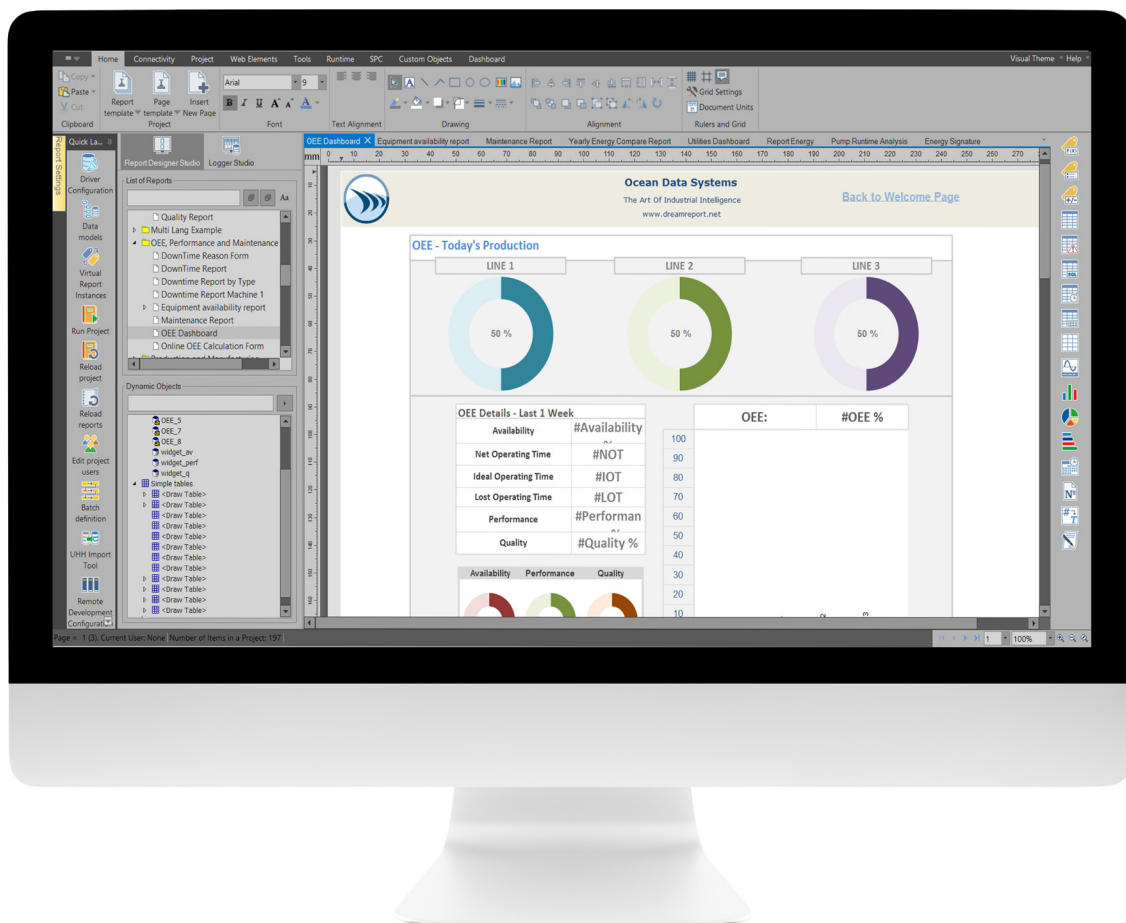 Home Connectivity Project Web Elements Tools Runtime SPC Custom Objects Dashboard Visual Theme Help
Copy
Paste
Cut
Clipboard
Report template
Page template
Insert New Page
Project
Arial 9
B I U A A A
Font
Text Alignment
Drawing
Alignment
Grid Settings
Document Units
Rulers and Grid
Report Settings
Quick La...
Driver Configuration
Data models
Virtual Report Instances
Run Project
Reload project
Reload reports
Edit project users
Batch definition
UHH Import Tool
Remote Development
Report Designer Studio Logger Studio
List of Reports
Aa
Quality Report
Multi Lang Example
OEE, Performance and Maintenance
DownTime Reason Form
DownTime Report
Downtime Report by Type
Downtime Report Machine 1
Equipment availability report
Maintenance Report
OEE Dashboard
Online OEE Calculation Form
Dynamic Objects
OEE_5
OEE_7
OEE_8
widget_av
widget_perf
widget_q
Simple tables
<Draw Table>
<Draw Table>
<Draw Table>
<Draw Table>
<Draw Table>
<Draw Table>
<Draw Table>
<Draw Table>
<Draw Table>
<Draw Table>
<Draw Table>
<Draw Table>
OEE Dashboard Equipment availability report Maintenance Report Yearly Energy Compare Report Utilities Dashboard Report Energy Pump Runtime Analysis Energy Signature
mm 0 10 20 30 40 50 60 70 80 90 100 110 120 130 140 150 160 170 180 190 200 210 220 230 240 250 260 270
Ocean Data Systems
The Art Of Industrial Intelligence
www.dreamreport.net
Back to Welcome Page
OEE - Today's Production
LINE 1 LINE 2 LINE 3
50 % 50 % 50 %
OEE Details - Last 1 Week
Availability #Availability
Net Operating Time #NOT
Ideal Operating Time #IOT
Lost Operating Time #LOT
Performance #Performan
Quality #Quality %
Availability Performance Quality
OEE: #OEE %
100
90
80
70
60
50
40
30
20
10
Page = 1 (3). Current User: None Number of Items in a Project: 197
1 100%